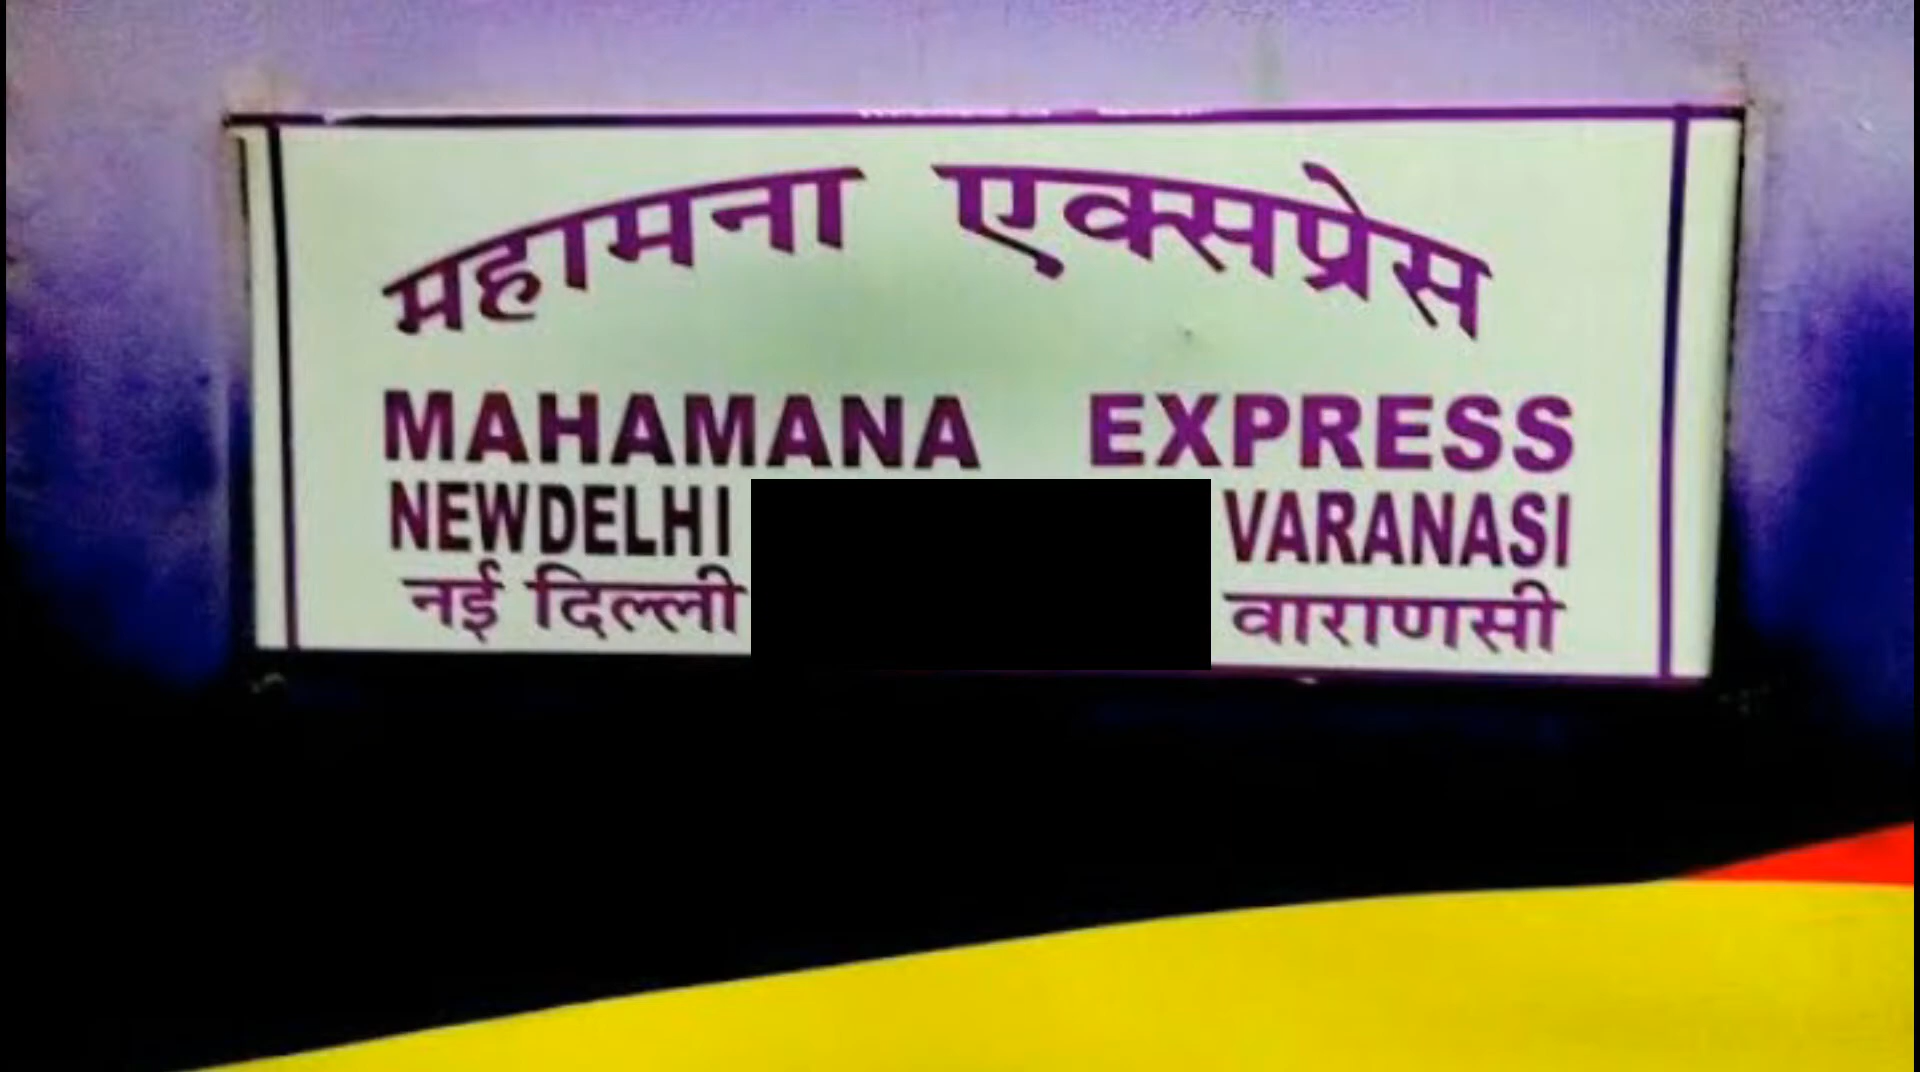 महामना एक्सप्रेस
MAHAMANA EXPRESS
NEWDELHI VARANASI
नई दिल्ली वाराणसी